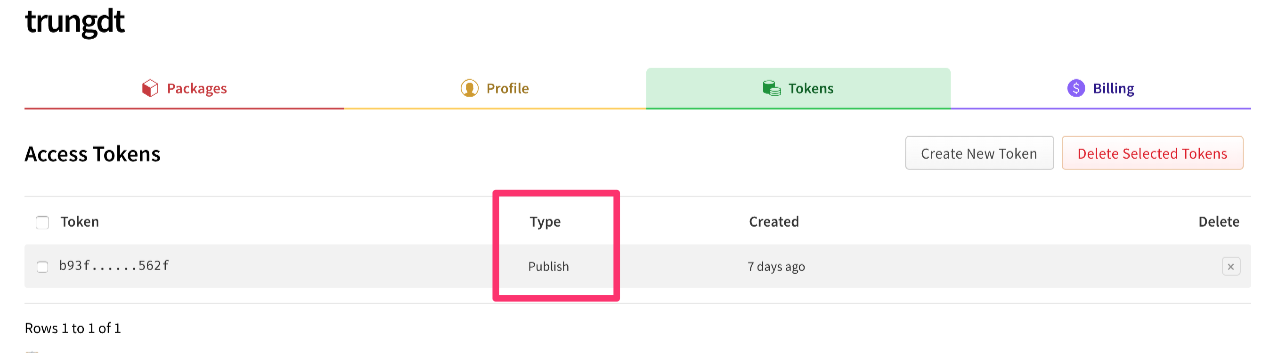 trungdt
Packages Profile Tokens Billing
Access Tokens Create New Token Delete Selected Tokens
Token Type Created Delete
b93f......562f Publish 7 days ago ×
Rows 1 to 1 of 1